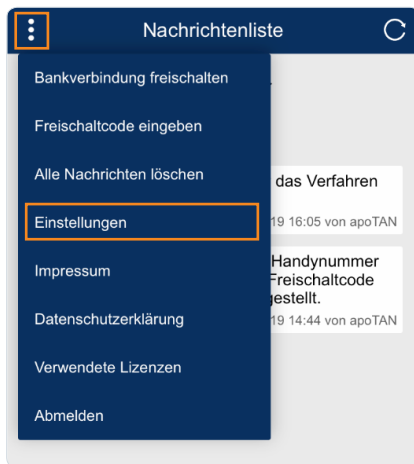 Nachrichtenliste
Bankverbindung freischalten
Freischaltcode eingeben
Alle Nachrichten löschen
das Verfahren
Einstellungen
19 16:05 von apoTAN
Impressum
Handynummer
Freischaltcode
gestellt.
Datenschutzerklärung
19 14:44 von apoTAN
Verwendete Lizenzen
Abmelden